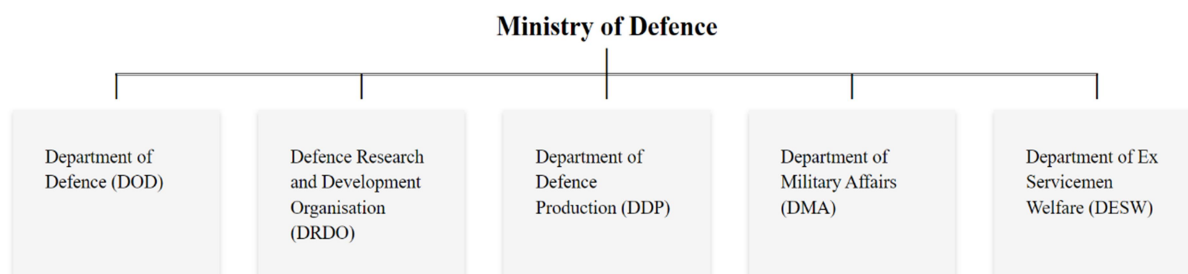 Ministry of Defence
Department of
Defence (DOD)
Defence Research
and Development
Organisation
(DRDO)
Department of
Defence
Production (DDP)
Department of
Military Affairs
(DMA)
Department of Ex
Servicemen
Welfare (DESW)